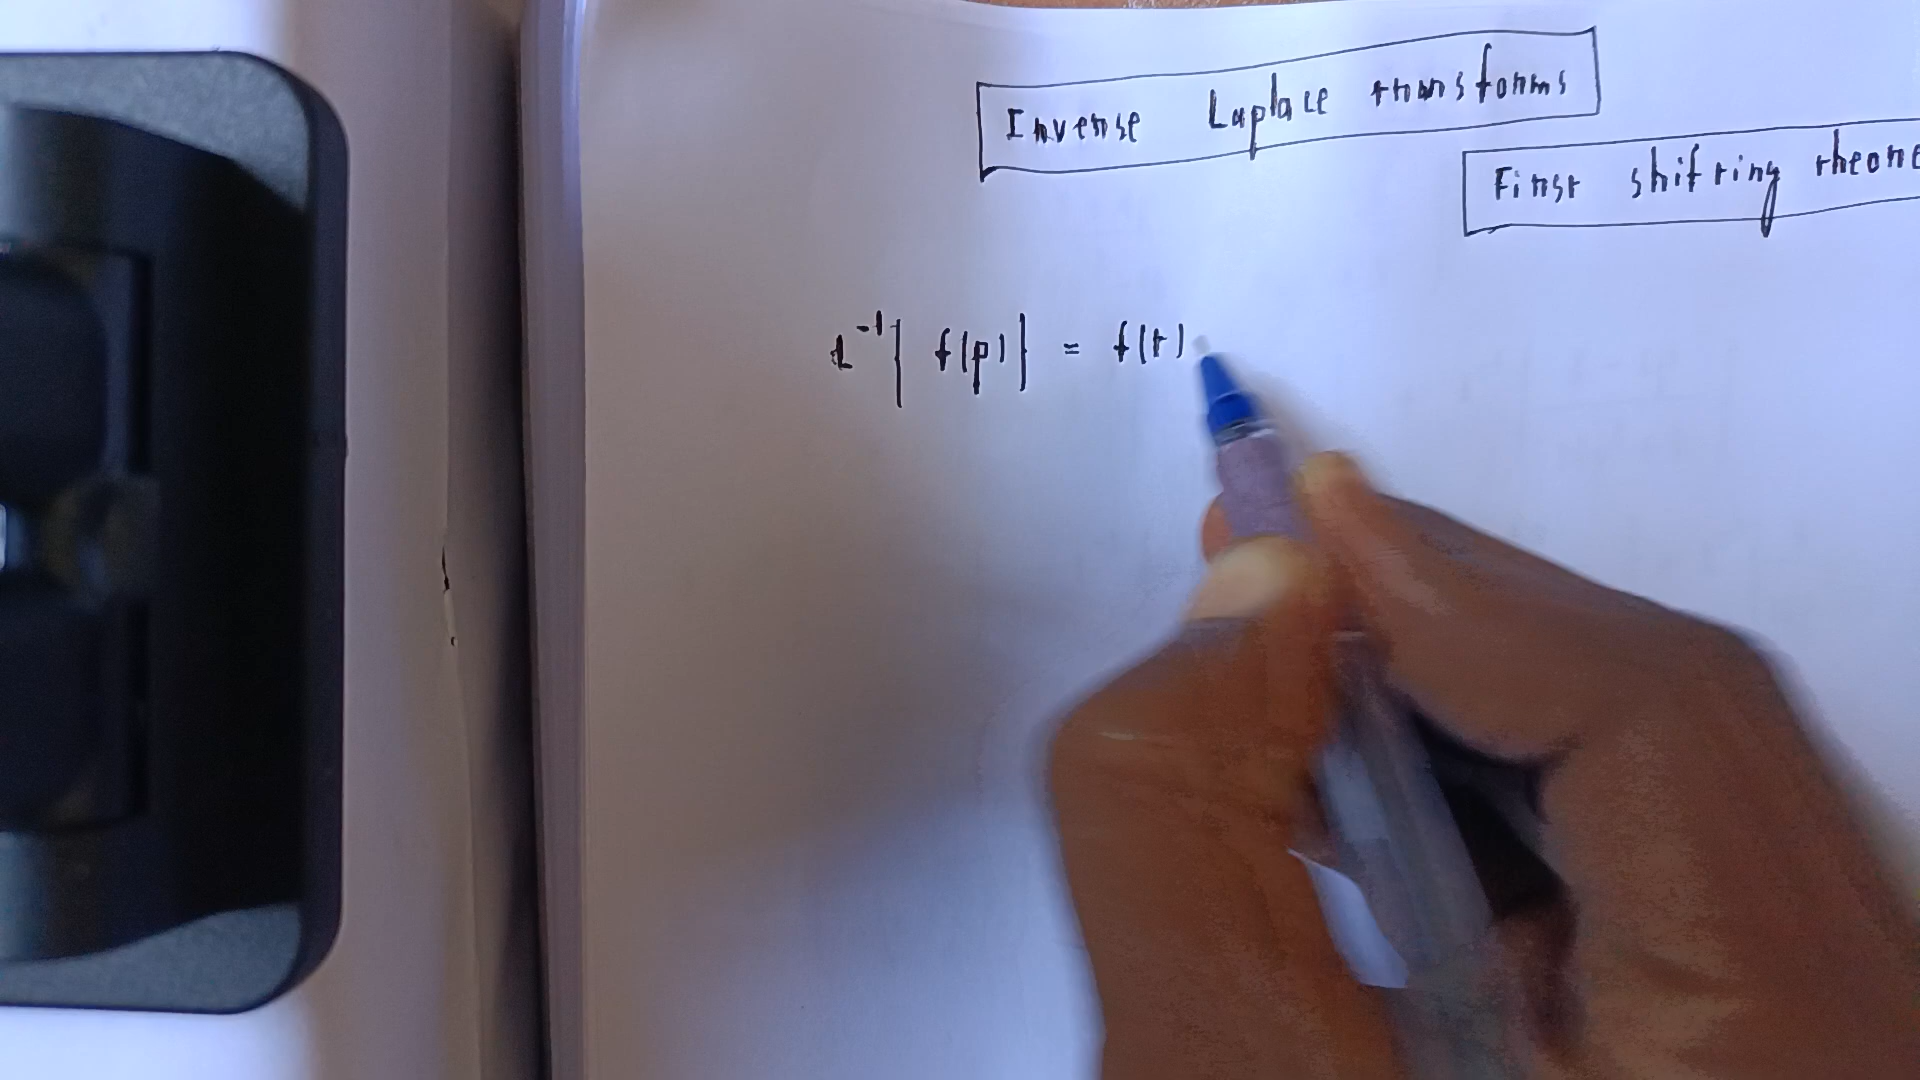 Inverse Laplace transforms
First shifting theore
L⁻¹{ f(p)} = f(t)